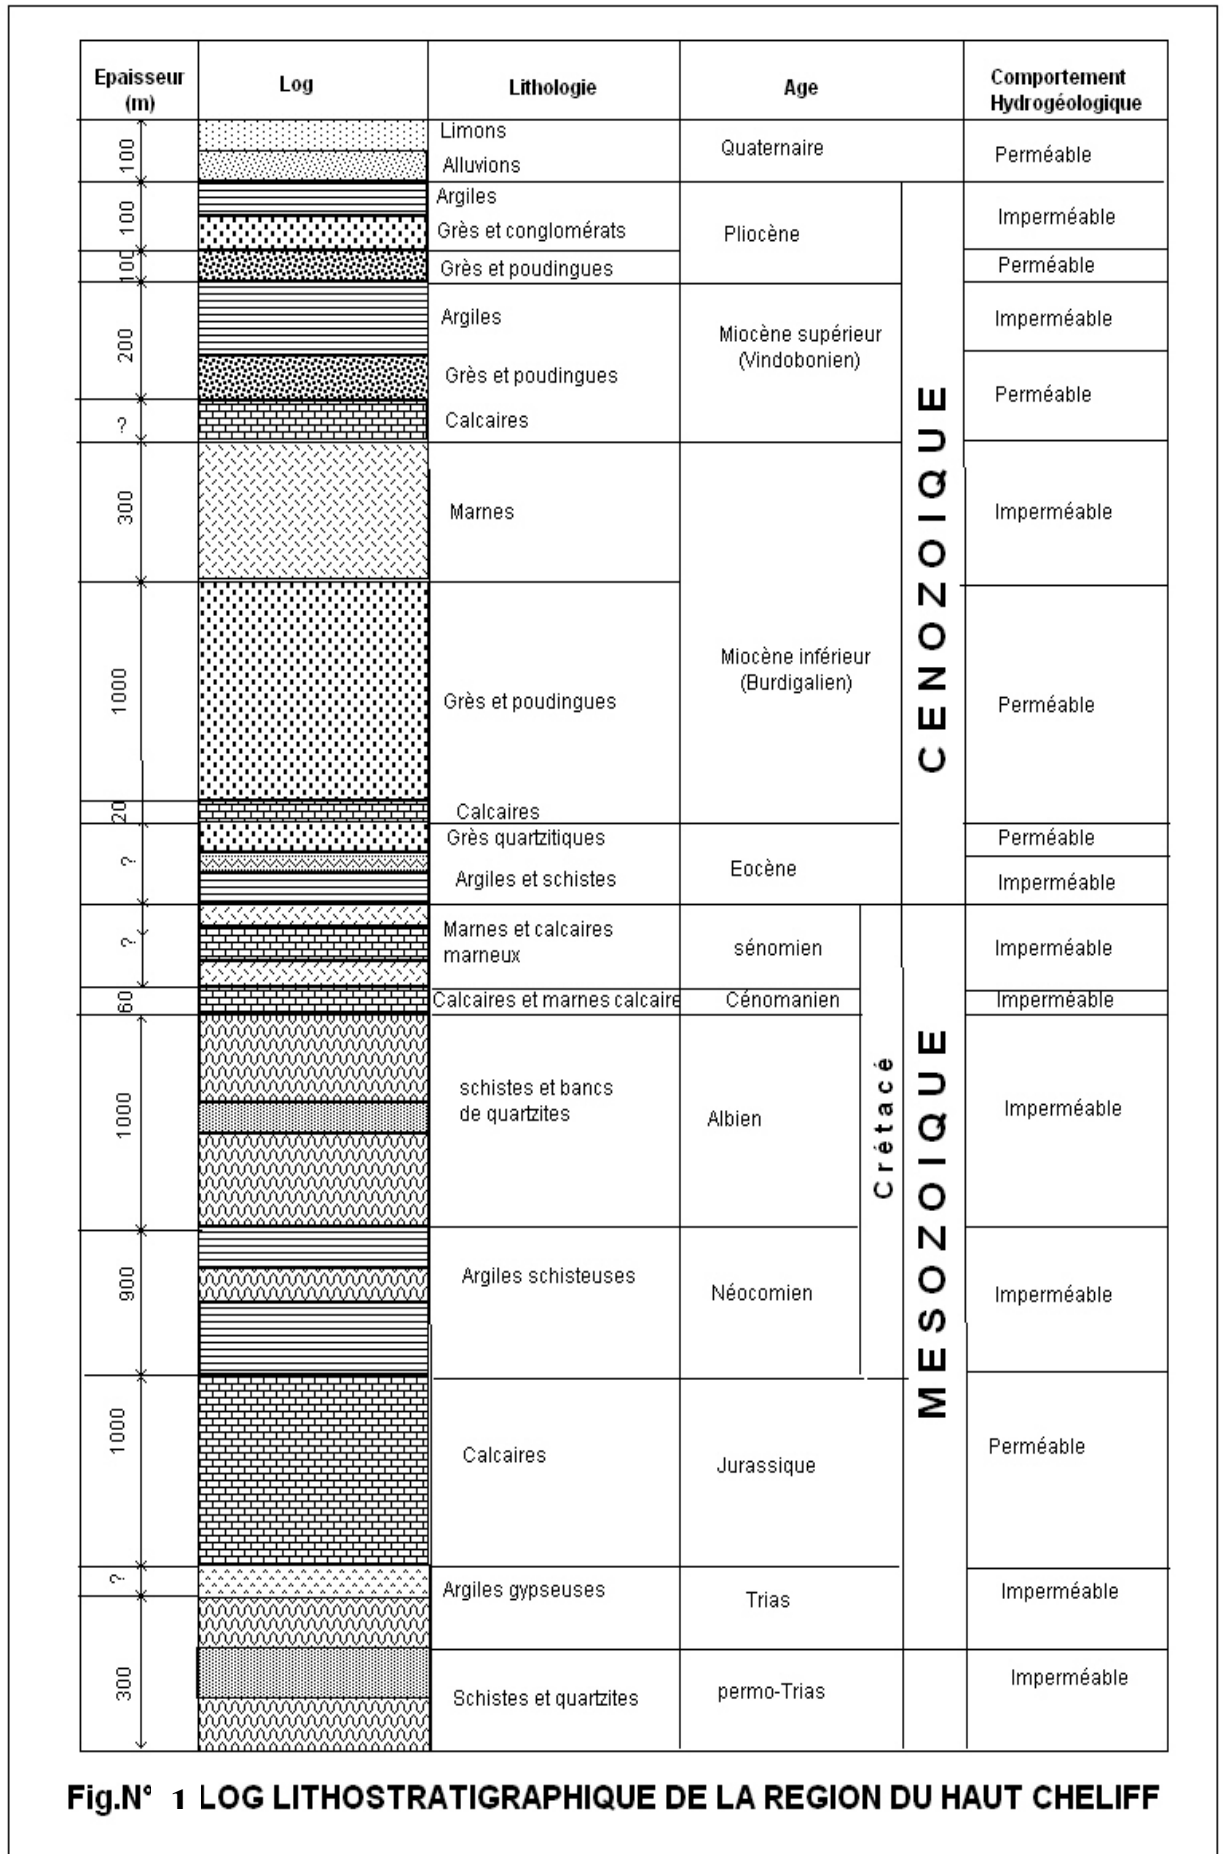 Epaisseur
(m)
Log
Lithologie
Age
Comportement
Hydrogéologique
100
Limons
Alluvions
Quaternaire
Perméable
100
Argiles
Grès et conglomérats
Pliocène
Imperméable
100
Grès et poudingues
Perméable
200
Argiles
Miocène supérieur
(Vindobonien)
Imperméable
Grès et poudingues
Perméable
?
Calcaires
CENOZOIQUE
300
Marnes
Imperméable
1000
Grès et poudingues
Miocène inférieur
(Burdigalien)
Perméable
20
Calcaires
?
Grès quartzitiques
Perméable
Eocène
Argiles et schistes
Imperméable
?
Marnes et calcaires
marneux
sénomien
Imperméable
60
Calcaires et marnes calcaire
Cénomanien
Imperméable
1000
schistes et bancs
de quartzites
Albien
Crétacé
MESOZOIQUE
Imperméable
900
Argiles schisteuses
Néocomien
Imperméable
1000
Calcaires
Jurassique
Perméable
?
Argiles gypseuses
Trias
Imperméable
300
Schistes et quartzites
permo-Trias
Imperméable
Fig.N° 1 LOG LITHOSTRATIGRAPHIQUE DE LA REGION DU HAUT CHELIFF